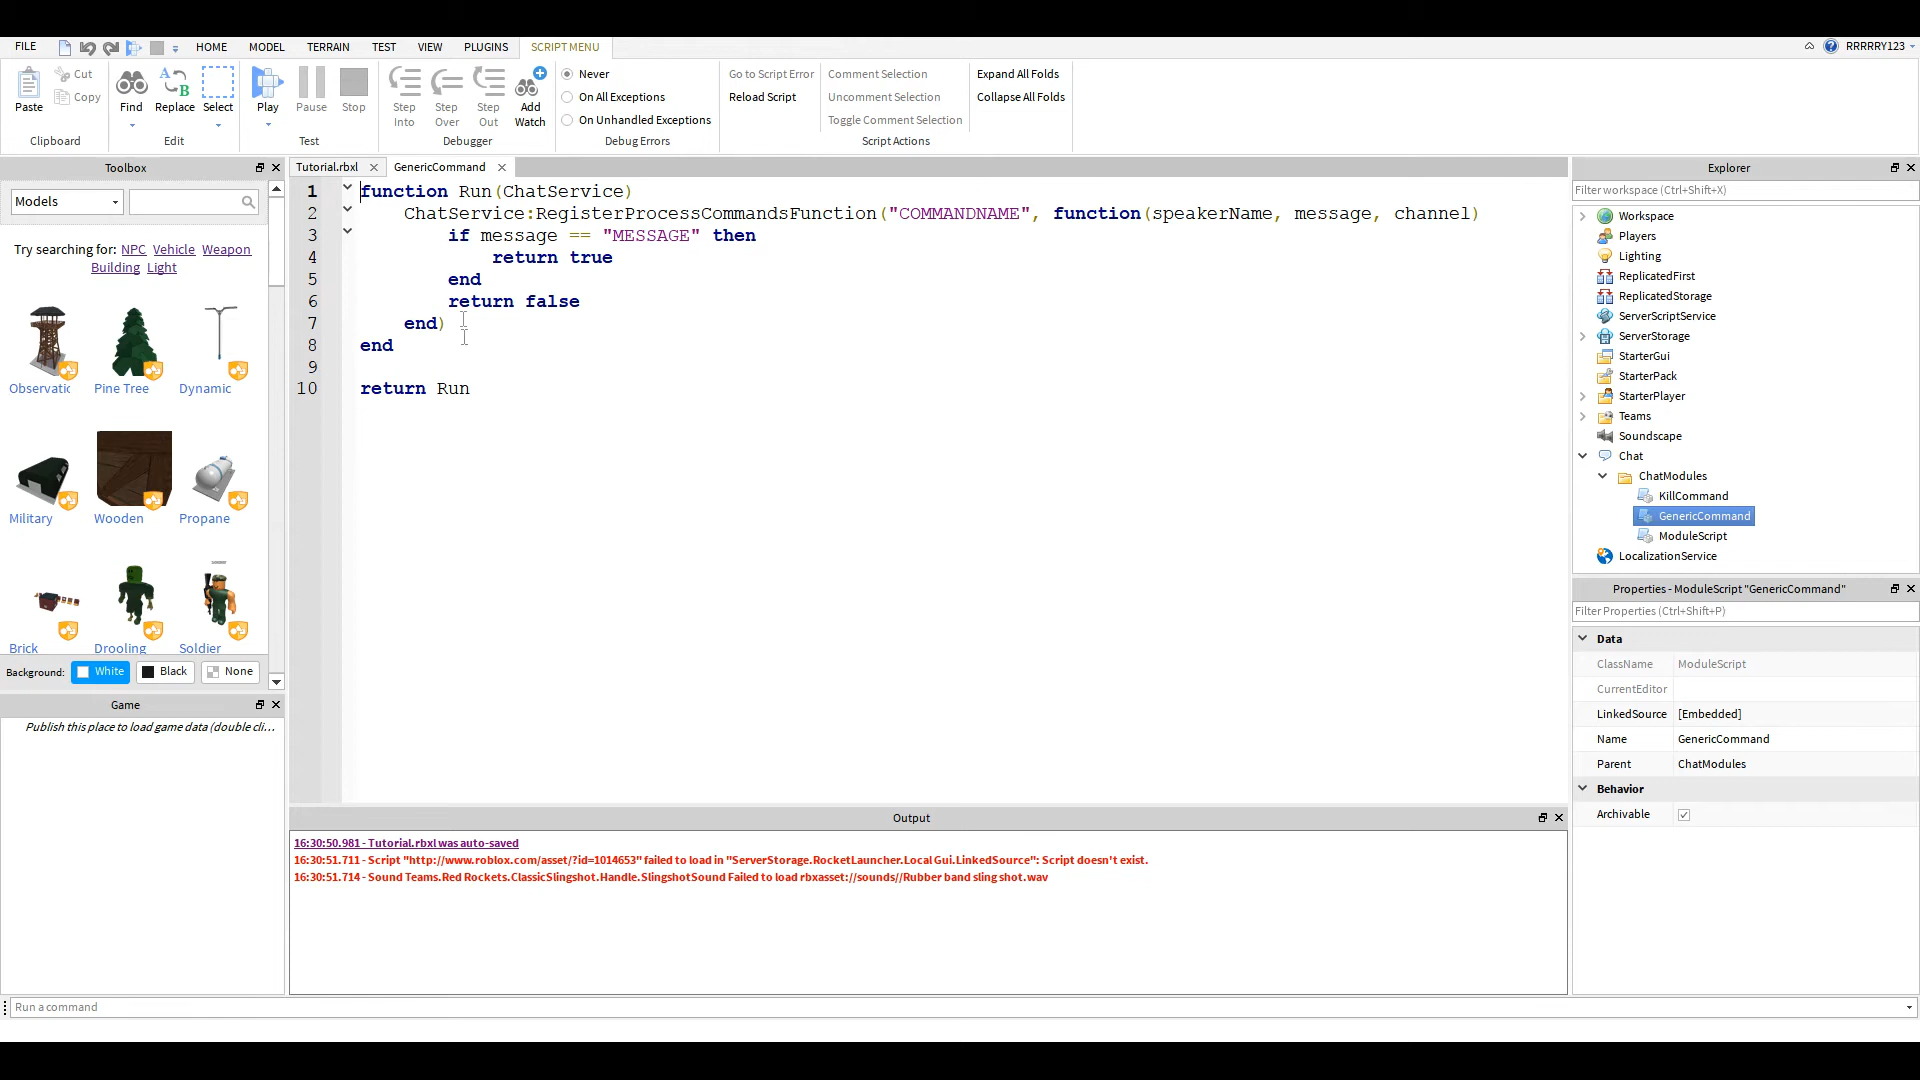 FILE HOME MODEL TERRAIN TEST VIEW PLUGINS SCRIPT MENU RRRRRY123
Paste Cut Copy Find Replace Select Play Pause Stop Step Into Step Over Step Out Add Watch
Never
On All Exceptions
On Unhandled Exceptions
Go to Script Error
Reload Script
Comment Selection
Uncomment Selection
Toggle Comment Selection
Expand All Folds
Collapse All Folds
Clipboard Edit Test Debugger Debug Errors Script Actions
Toolbox
Models
Try searching for: NPC Vehicle Weapon
Building Light
Observatic Pine Tree Dynamic
Military Wooden Propane
Brick Drooling Soldier
Background: White Black None
Game
Publish this place to load game data (double cli...
Tutorial.rbxl GenericCommand
1 function Run(ChatService)
2 ChatService:RegisterProcessCommandsFunction("COMMANDNAME", function(speakerName, message, channel)
3 if message == "MESSAGE" then
4 return true
5 end
6 return false
7 end)
8 end
9
10 return Run
Output
16:30:50.981 - Tutorial.rbxl was auto-saved
16:30:51.711 - Script "http://www.roblox.com/asset/?id=1014653" failed to load in "ServerStorage.RocketLauncher.Local Gui.LinkedSource": Script doesn't exist.
16:30:51.714 - Sound Teams.Red Rockets.ClassicSlingshot.Handle.SlingshotSound Failed to load rbxasset://sounds//Rubber band sling shot.wav
Run a command
Explorer
Filter workspace (Ctrl+Shift+X)
Workspace
Players
Lighting
ReplicatedFirst
ReplicatedStorage
ServerScriptService
ServerStorage
StarterGui
StarterPack
StarterPlayer
Teams
Soundscape
Chat
ChatModules
KillCommand
GenericCommand
ModuleScript
LocalizationService
Properties - ModuleScript "GenericCommand"
Filter Properties (Ctrl+Shift+P)
Data
ClassName ModuleScript
CurrentEditor
LinkedSource [Embedded]
Name GenericCommand
Parent ChatModules
Behavior
Archivable